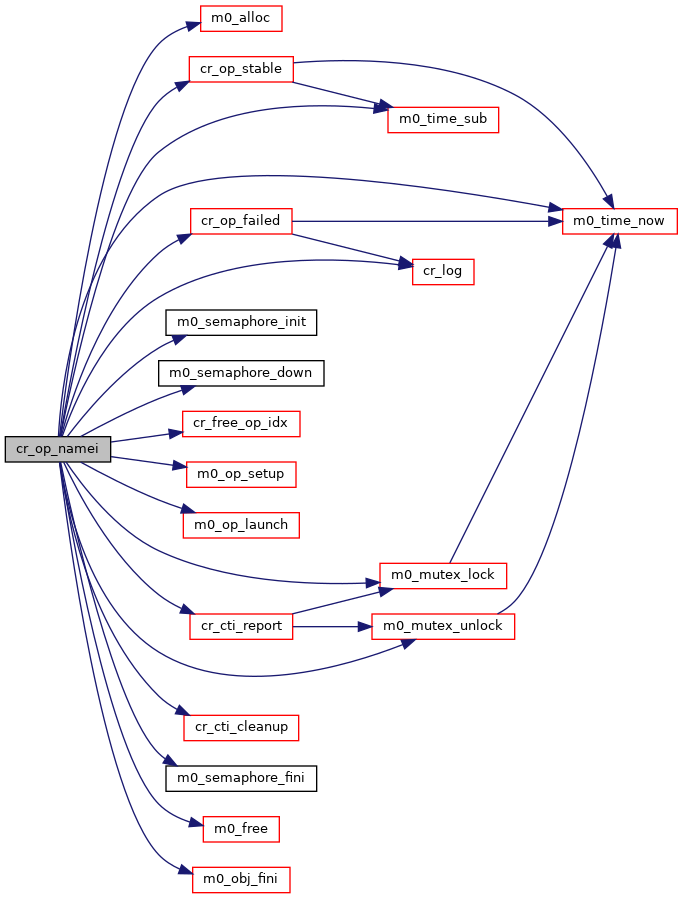 m0_alloc
cr_op_stable
m0_time_sub
cr_op_failed
m0_time_now
cr_log
m0_semaphore_init
m0_semaphore_down
cr_free_op_idx
cr_op_namei
m0_op_setup
m0_op_launch
m0_mutex_lock
cr_cti_report
m0_mutex_unlock
cr_cti_cleanup
m0_semaphore_fini
m0_free
m0_obj_fini